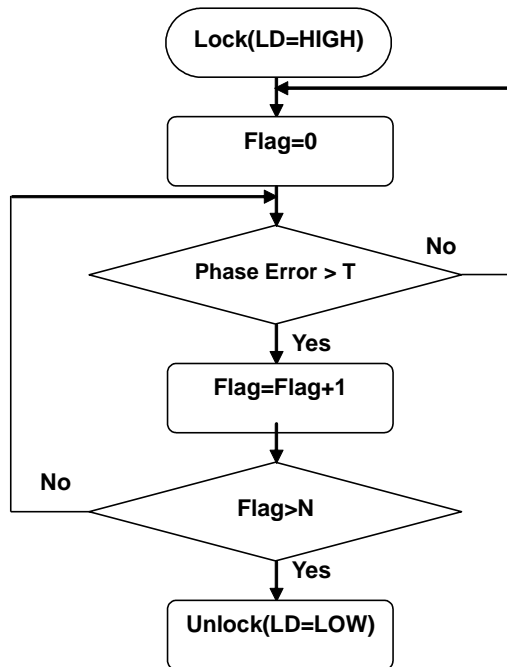 Lock(LD=HIGH)
Flag=0
No
Phase Error > T
Yes
Flag=Flag+1
No
Flag>N
Yes
Unlock(LD=LOW)